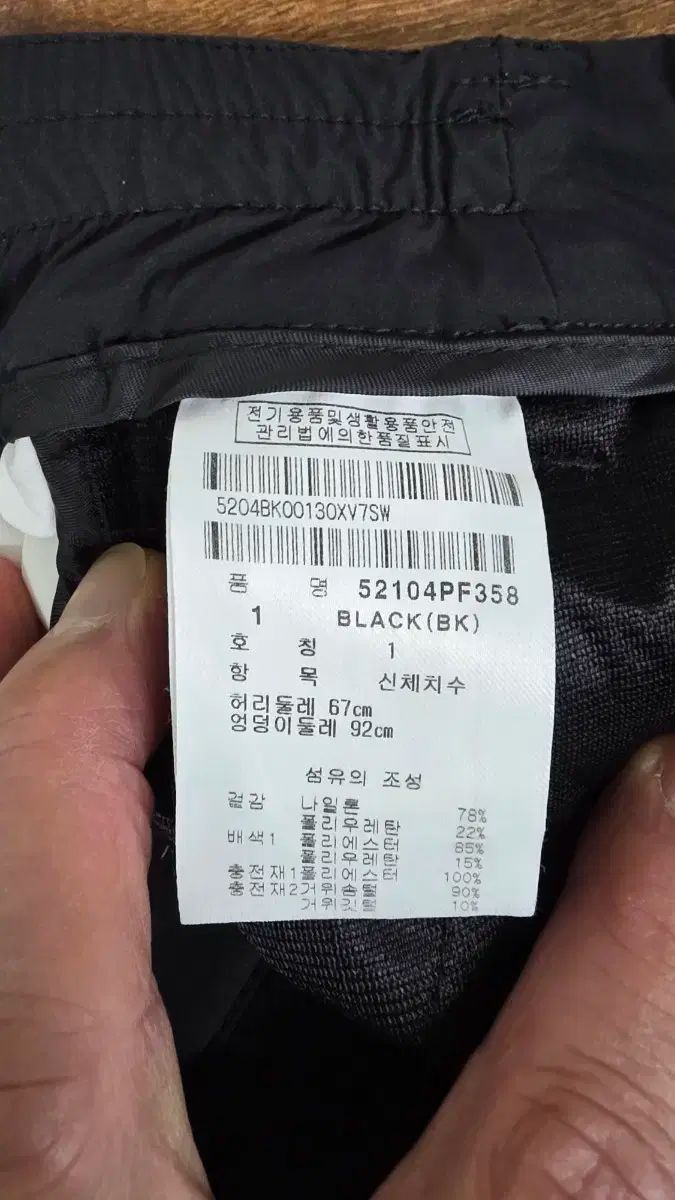 전기용품및생활용품안전
관리법에의한품질표시
5204BK00130XV7SW
품 명 52104PF358
1 BLACK(BK)
호 칭 1
항 목 신체치수
허리둘레 67cm
엉덩이둘레 92cm
섬유의 조성
겉감 나일론 78%
폴리우레탄 22%
배색1 폴리에스터 85%
폴리우레탄 15%
충전재1폴리에스터 100%
충전재2거위솜털 90%
거위깃털 10%